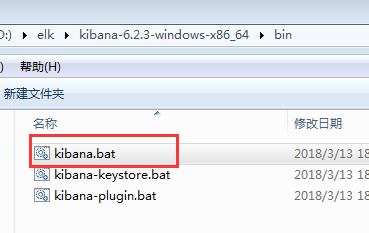 :) elk kibana-6.2.3-windows-x86_64 bin
) 帮助(H)
新建文件夹
名称 修改日期
kibana.bat 2018/3/13 18
kibana-keystore.bat 2018/3/13 18
kibana-plugin.bat 2018/3/13 18